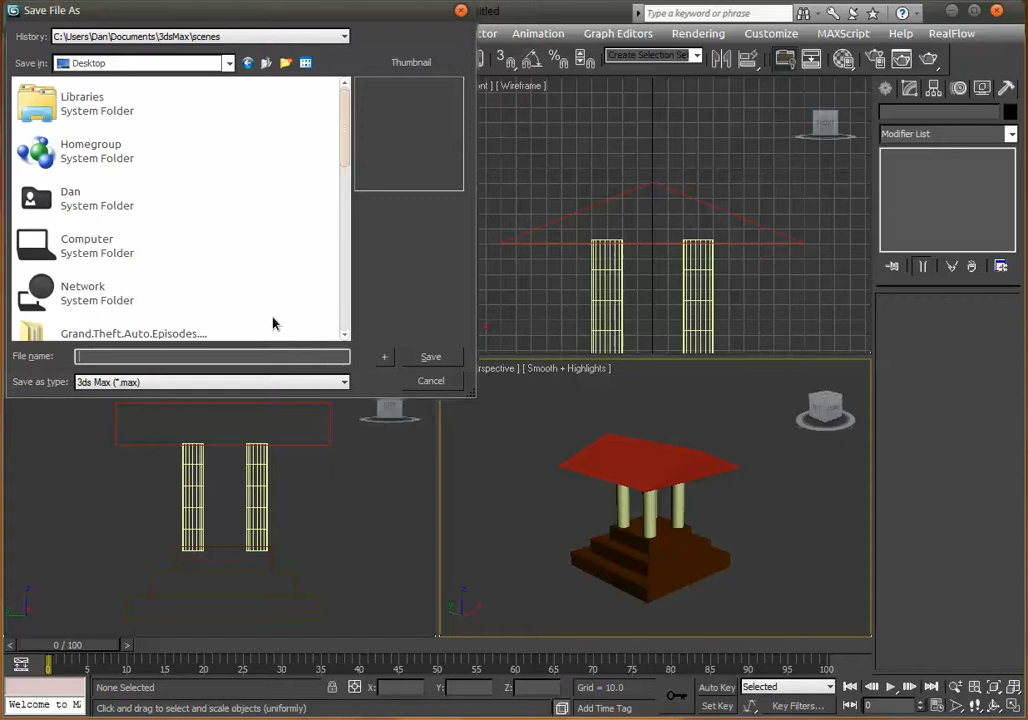 Save File As
ntitled
Type a keyword or phrase
History: C:\Users\Dan\Documents\3dsMax\scenes
ctor Animation Graph Editors Rendering Customize MAXScript Help RealFlow
Save in: Desktop
Thumbnail
Create Selection Se
Libraries
System Folder
Homegroup
System Folder
Dan
System Folder
Computer
System Folder
Network
System Folder
Grand.Theft.Auto.Episodes....
File name:
+
Save
Save as type: 3ds Max (*.max)
Cancel
ront ] [ Wireframe ]
FRONT
Modifier List
erspective ] [ Smooth + Highlights ]
LEFT
z
y
z
x
y
< 0 / 100 >
0 5 10 15 20 25 30 35 40 45 50 55 60 65 70 75 80 85 90 95 100
None Selected
X: Y: Z:
Grid = 10.0
Auto Key
Selected
Welcome to M
Click and drag to select and scale objects (uniformly)
Add Time Tag
Set Key
Key Filters...
0